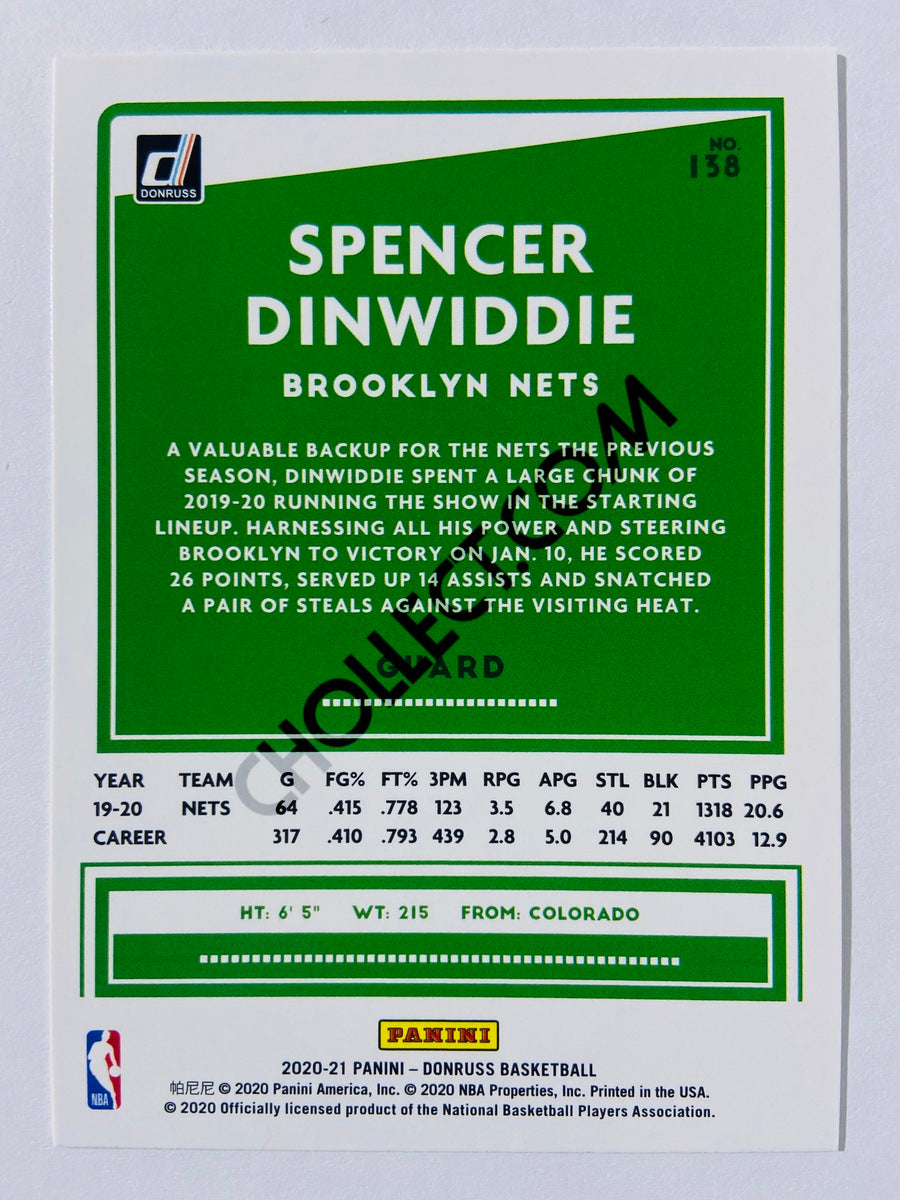 DONRUSS
NO.
138
SPENCER
DINWIDDIE
BROOKLYN NETS
A VALUABLE BACKUP FOR THE NETS THE PREVIOUS
SEASON, DINWIDDIE SPENT A LARGE CHUNK OF
2019-20 RUNNING THE SHOW IN THE STARTING
LINEUP. HARNESSING ALL HIS POWER AND STEERING
BROOKLYN TO VICTORY ON JAN. 10, HE SCORED
26 POINTS, SERVED UP 14 ASSISTS AND SNATCHED
A PAIR OF STEALS AGAINST THE VISITING HEAT.
GUARD
CHOLLECT.COM
YEAR TEAM G FG% FT% 3PM RPG APG STL BLK PTS PPG
19-20 NETS 64 .415 .778 123 3.5 6.8 40 21 1318 20.6
CAREER 317 .410 .793 439 2.8 5.0 214 90 4103 12.9
HT: 6' 5" WT: 215 FROM: COLORADO
PANINI
NBA
2020-21 PANINI – DONRUSS BASKETBALL
帕尼尼 © 2020 Panini America, Inc. © 2020 NBA Properties, Inc. Printed in the USA.
© 2020 Officially licensed product of the National Basketball Players Association.